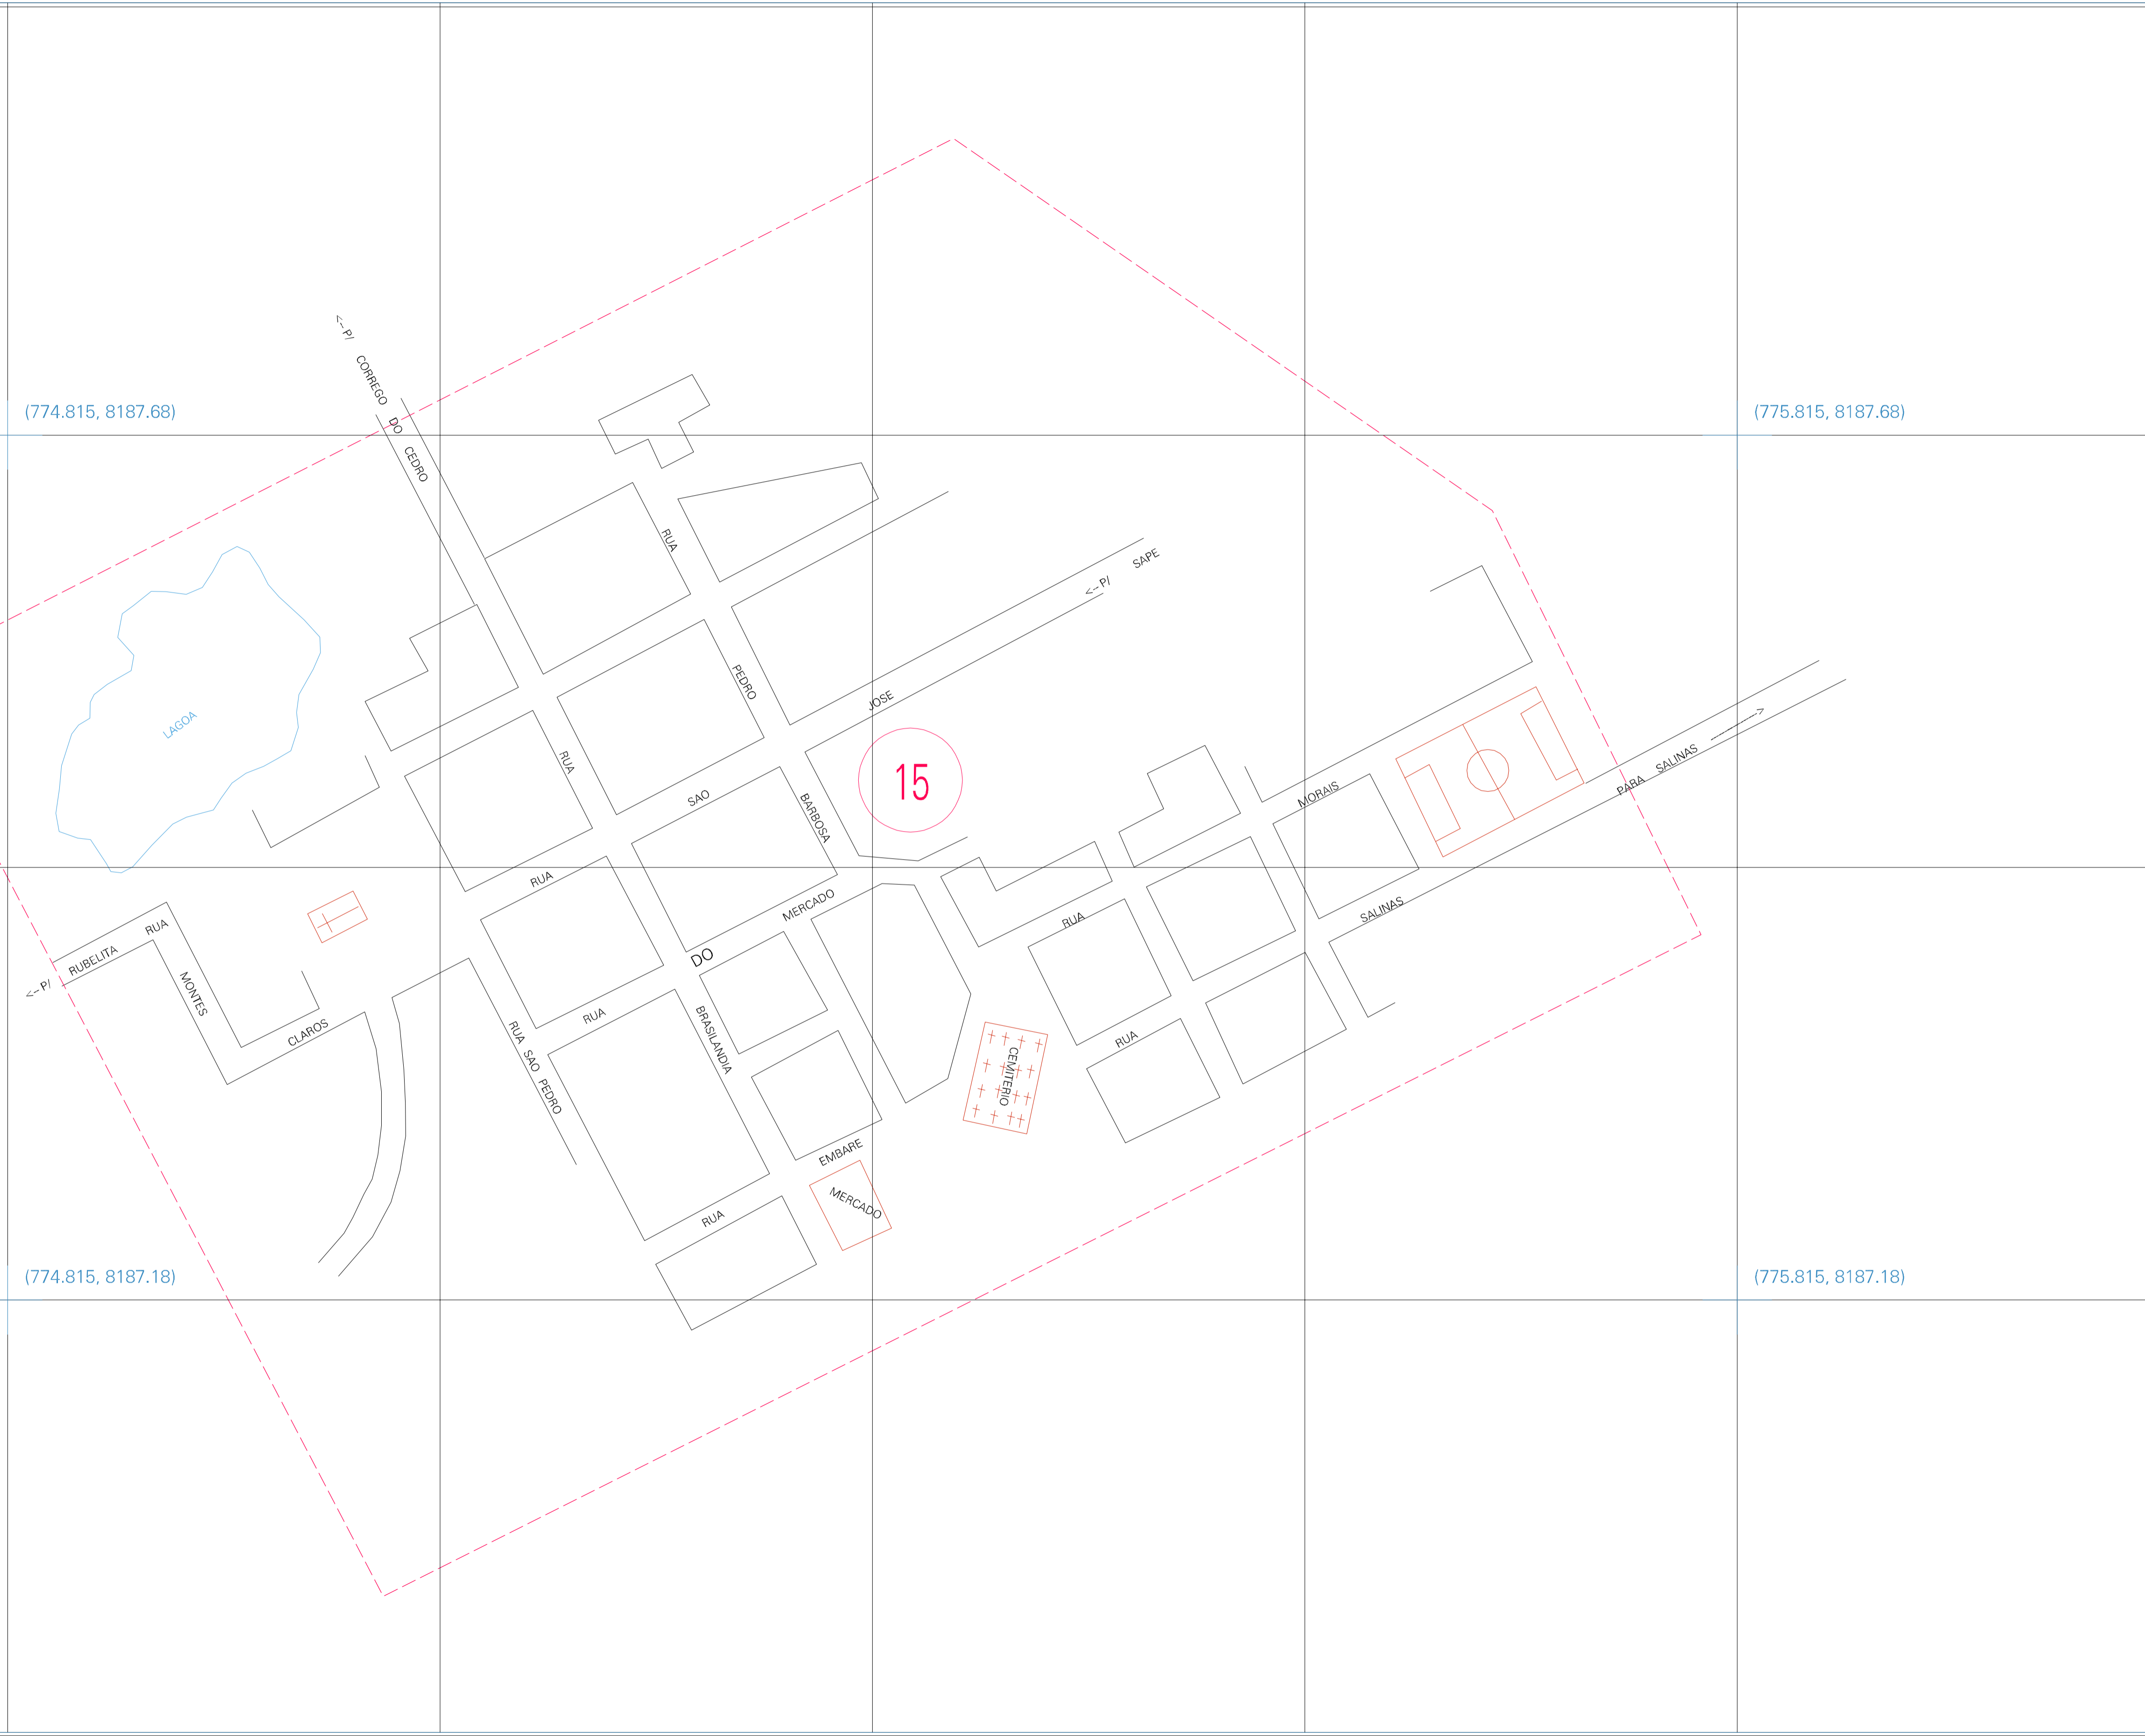 (774.815, 8187.68)
(775.815, 8187.68)
<-- P/ CORREGO DO CEDRO
RUA PEDRO BARBOSA
<-- P/ SAPE
RUA SAO JOSE
LAGOA
15
RUA BRASILANDIA
RUA MORAIS
PARA SALINAS
RUA DO MERCADO
RUA SALINAS
<-- P/ RUBELITA
RUA MONTES CLAROS
RUA SAO PEDRO
CEMITERIO
RUA EMBARE
MERCADO
(774.815, 8187.18)
(775.815, 8187.18)